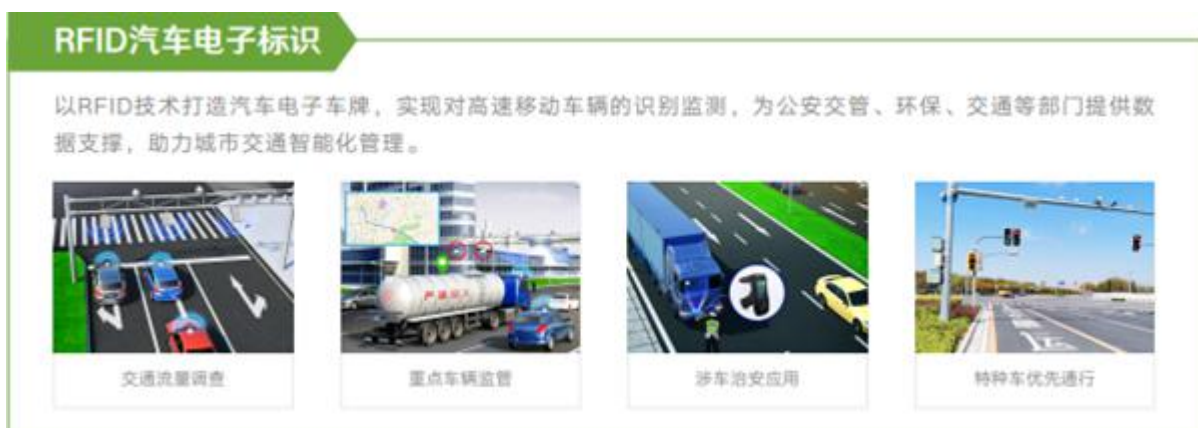 RFID汽车电子标识
以RFID技术打造汽车电子车牌，实现对高速移动车辆的识别监测，为公安交管、环保、交通等部门提供数
据支撑，助力城市交通智能化管理。
交通流量调查
重点车辆监管
涉车治安应用
特种车优先通行